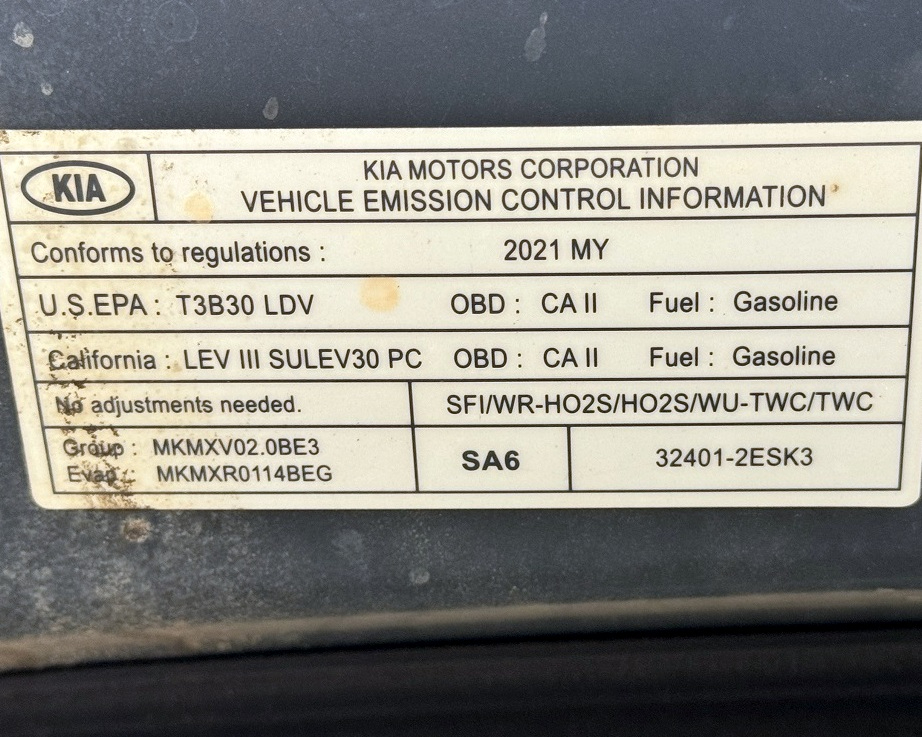 KIA
KIA MOTORS CORPORATION
VEHICLE EMISSION CONTROL INFORMATION
Conforms to regulations : 2021 MY
U.S.EPA : T3B30 LDV OBD : CA II Fuel : Gasoline
California : LEV III SULEV30 PC OBD : CA II Fuel : Gasoline
No adjustments needed. SFI/WR-HO2S/HO2S/WU-TWC/TWC
Group : MKMXV02.0BE3
Evap : MKMXR0114BEG
SA6
32401-2ESK3